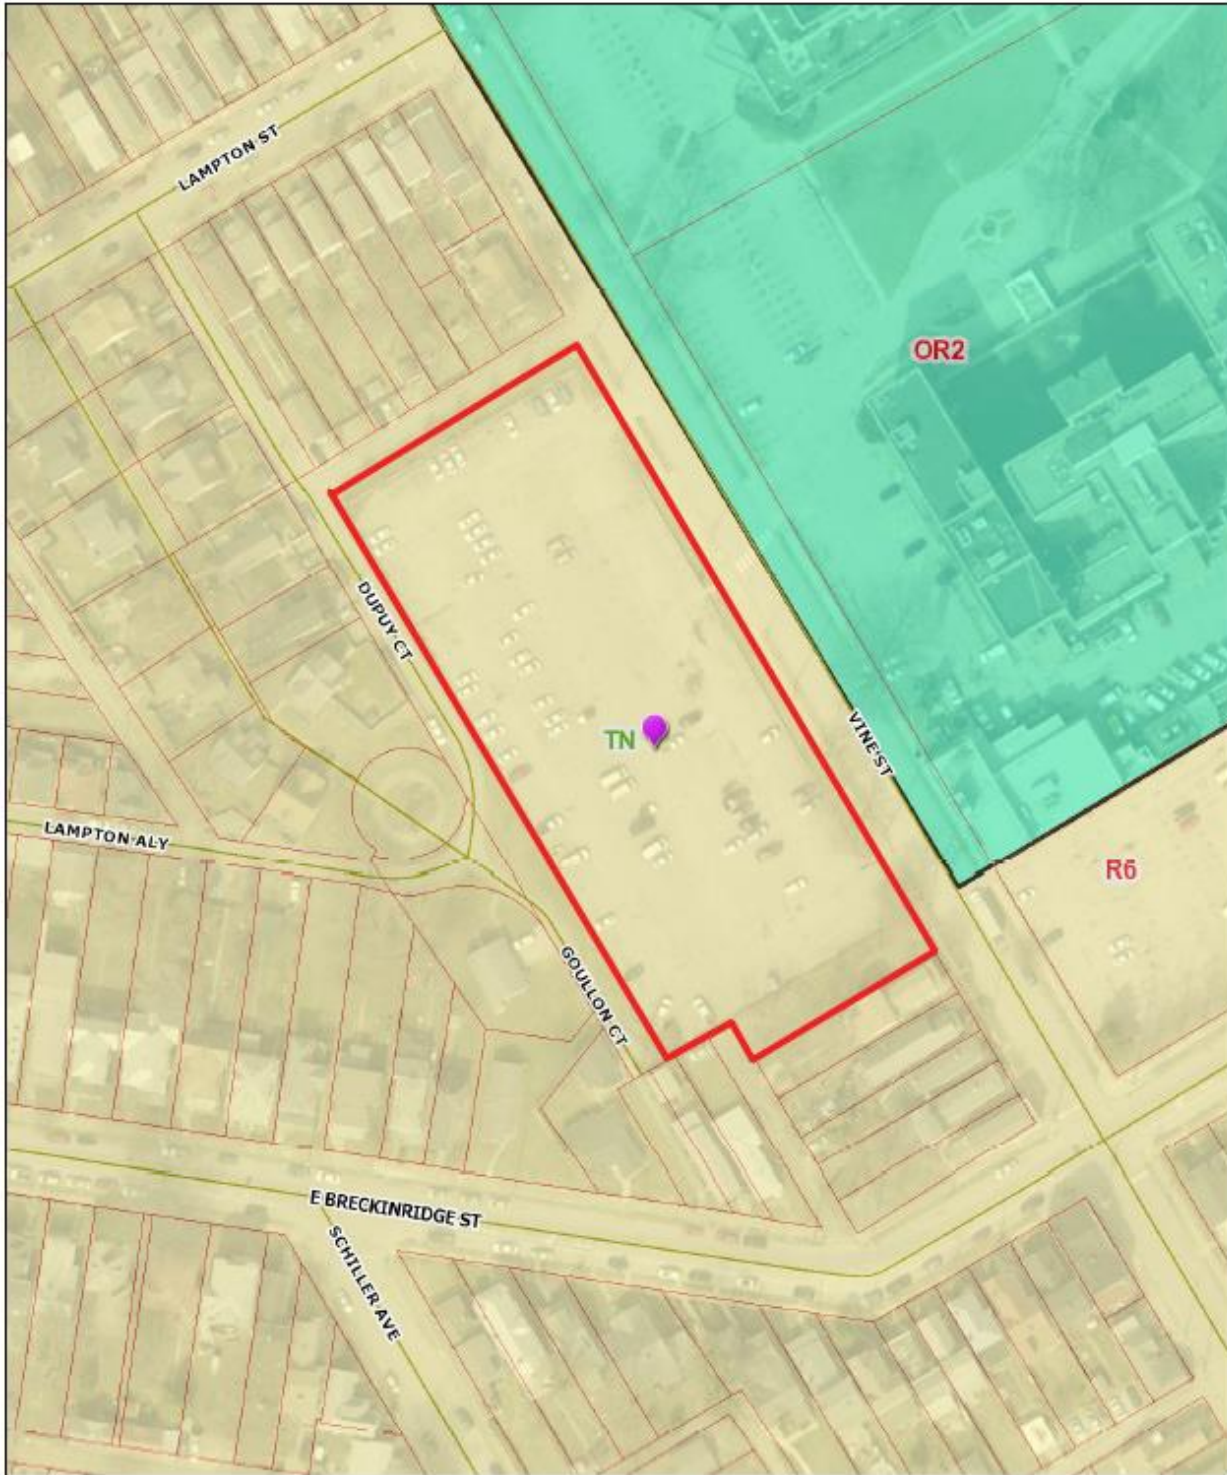 LAMPTON ST
OR2
DUPUY CT
TN
VINE ST
LAMPTON ALY
R6
GOULLON CT
E BRECKINRIDGE ST
SCHILLER AVE